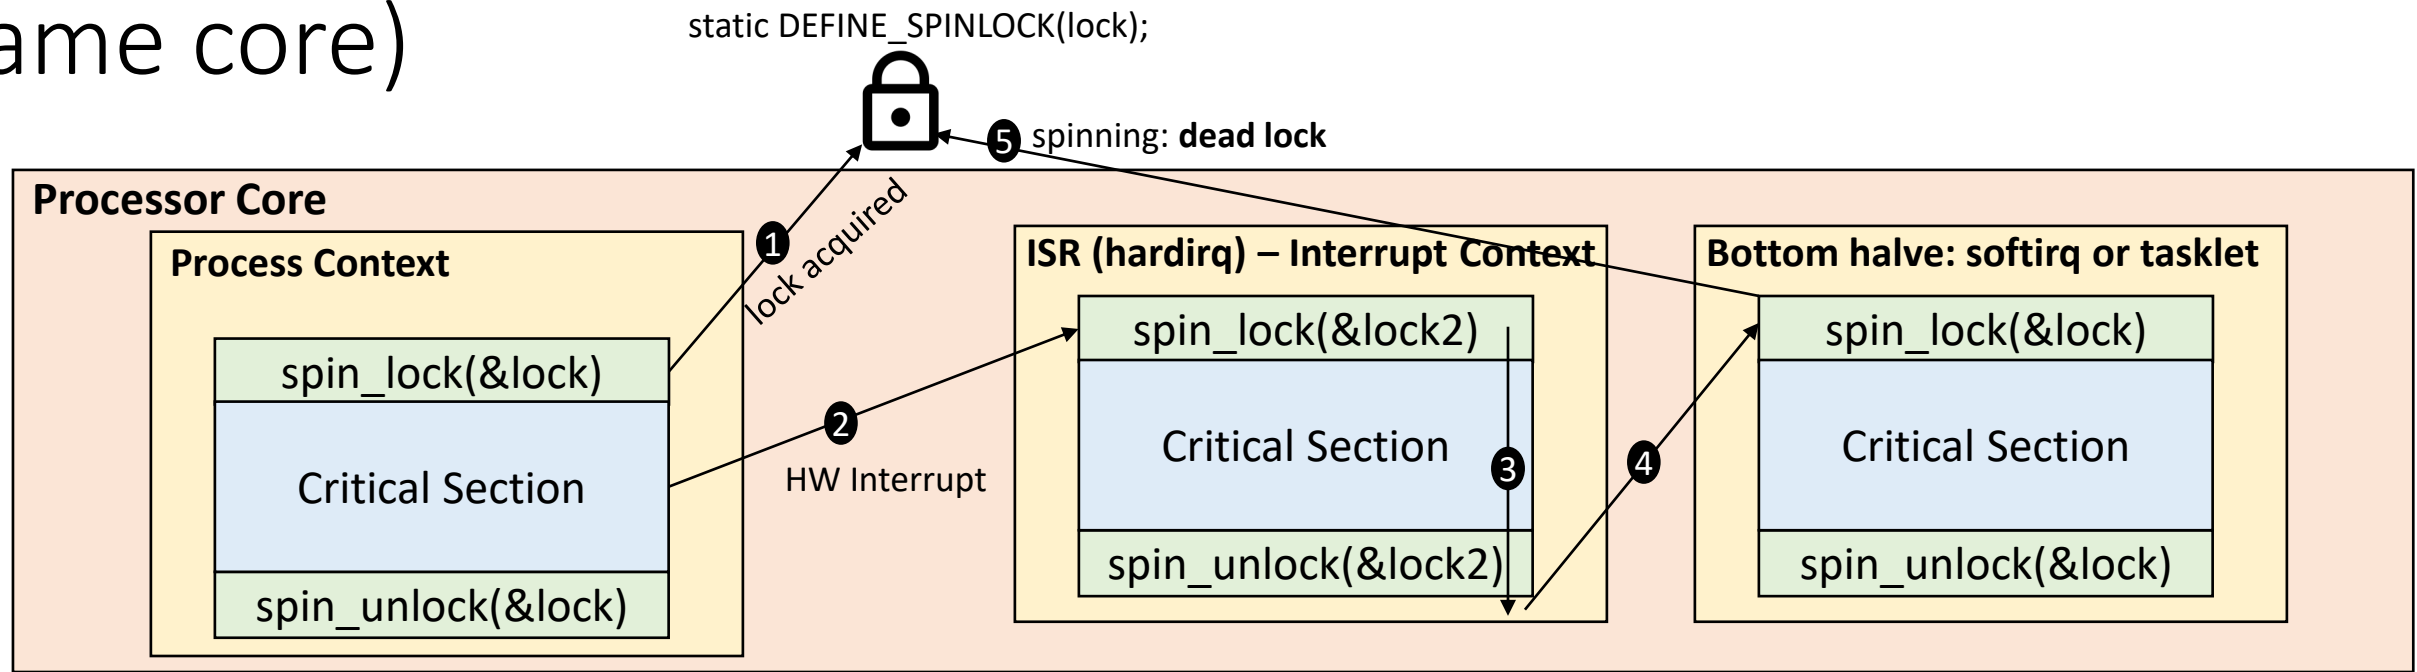 ame core)
static DEFINE_SPINLOCK(lock);
5 spinning: dead lock
Processor Core
1
lock acquired
Process Context
spin_lock(&lock)
Critical Section
spin_unlock(&lock)
2
HW Interrupt
ISR (hardirq) – Interrupt Context
spin_lock(&lock2)
Critical Section
3
spin_unlock(&lock2)
4
Bottom halve: softirq or tasklet
spin_lock(&lock)
Critical Section
spin_unlock(&lock)